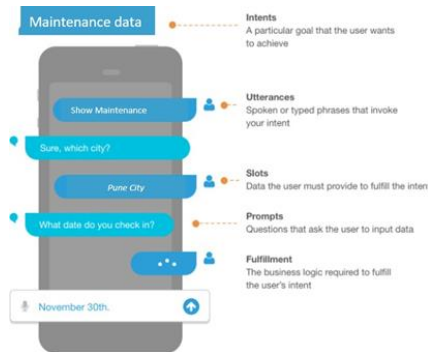 Maintenance data
Intents
A particular goal that the user wants
to achieve
Show Maintenance
Utterances
Spoken or typed phrases that invoke
your intent
Sure, which city?
Pune City
Slots
Data the user must provide to fulfill the intent
What date do you check in?
Prompts
Questions that ask the user to input data
Fulfillment
The business logic required to fulfill
the user's intent
November 30th.